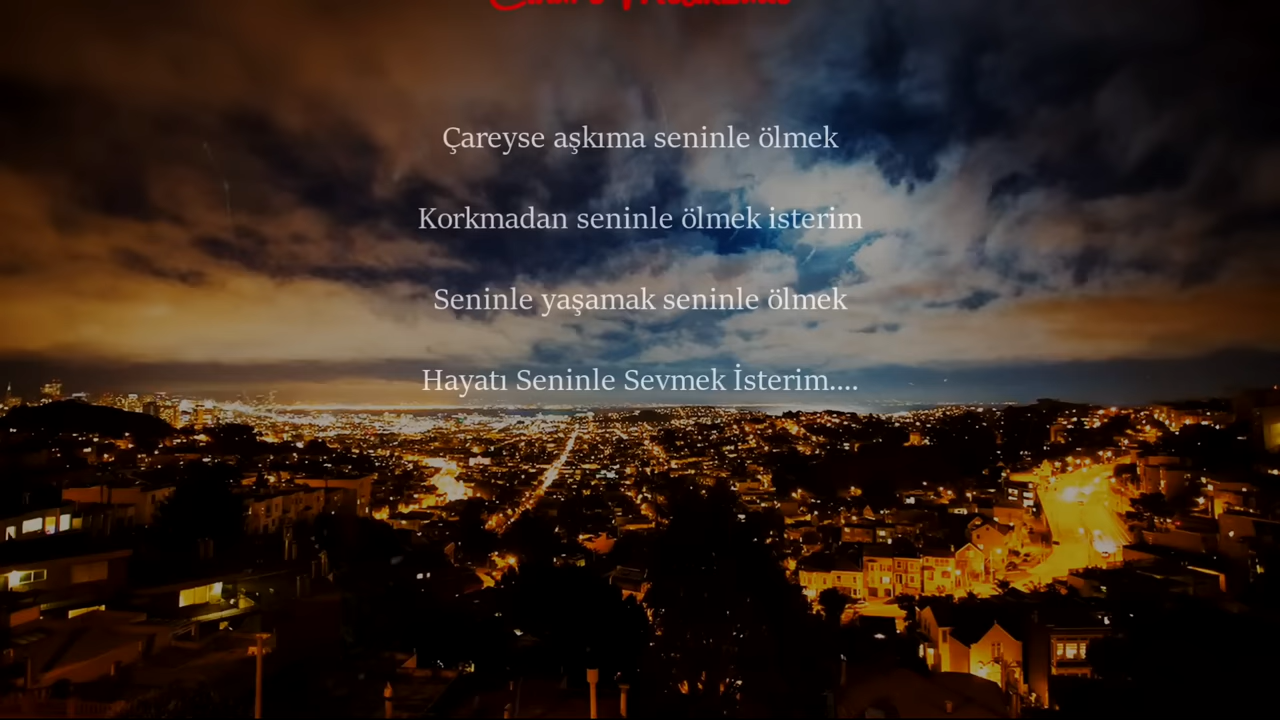 Çareyse aşkıma seninle ölmek
Korkmadan seninle ölmek isterim
Seninle yaşamak seninle ölmek
Hayatı Seninle Sevmek İsterim....